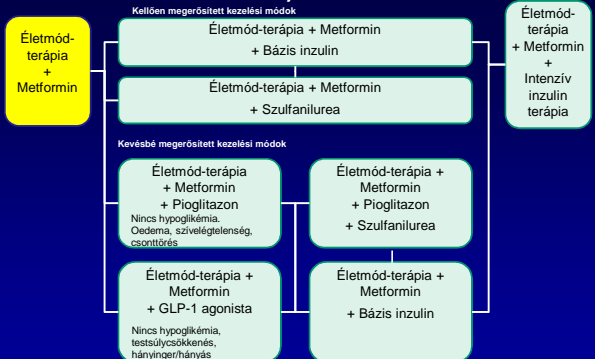 Kellően megerősített kezelési módok
Életmód-
terápia
+
Metformin
Életmód-terápia + Metformin
+ Bázis inzulin
Életmód-terápia + Metformin
+ Szulfanilurea
Életmód-
terápia
+ Metformin
+
Intenzív
inzulin
terápia
Kevésbé megerősített kezelési módok
Életmód-terápia
+ Metformin
+ Pioglitazon
Nincs hypoglikémia.
Oedema, szívelégtelenség,
csonttörés
Életmód-terápia +
Metformin
+ Pioglitazon
+ Szulfanilurea
Életmód-terápia +
Metformin
+ GLP-1 agonista
Nincs hypoglikémia,
testsúlycsökkenés,
hányinger/hányás
Életmód-terápia +
Metformin
+ Bázis inzulin